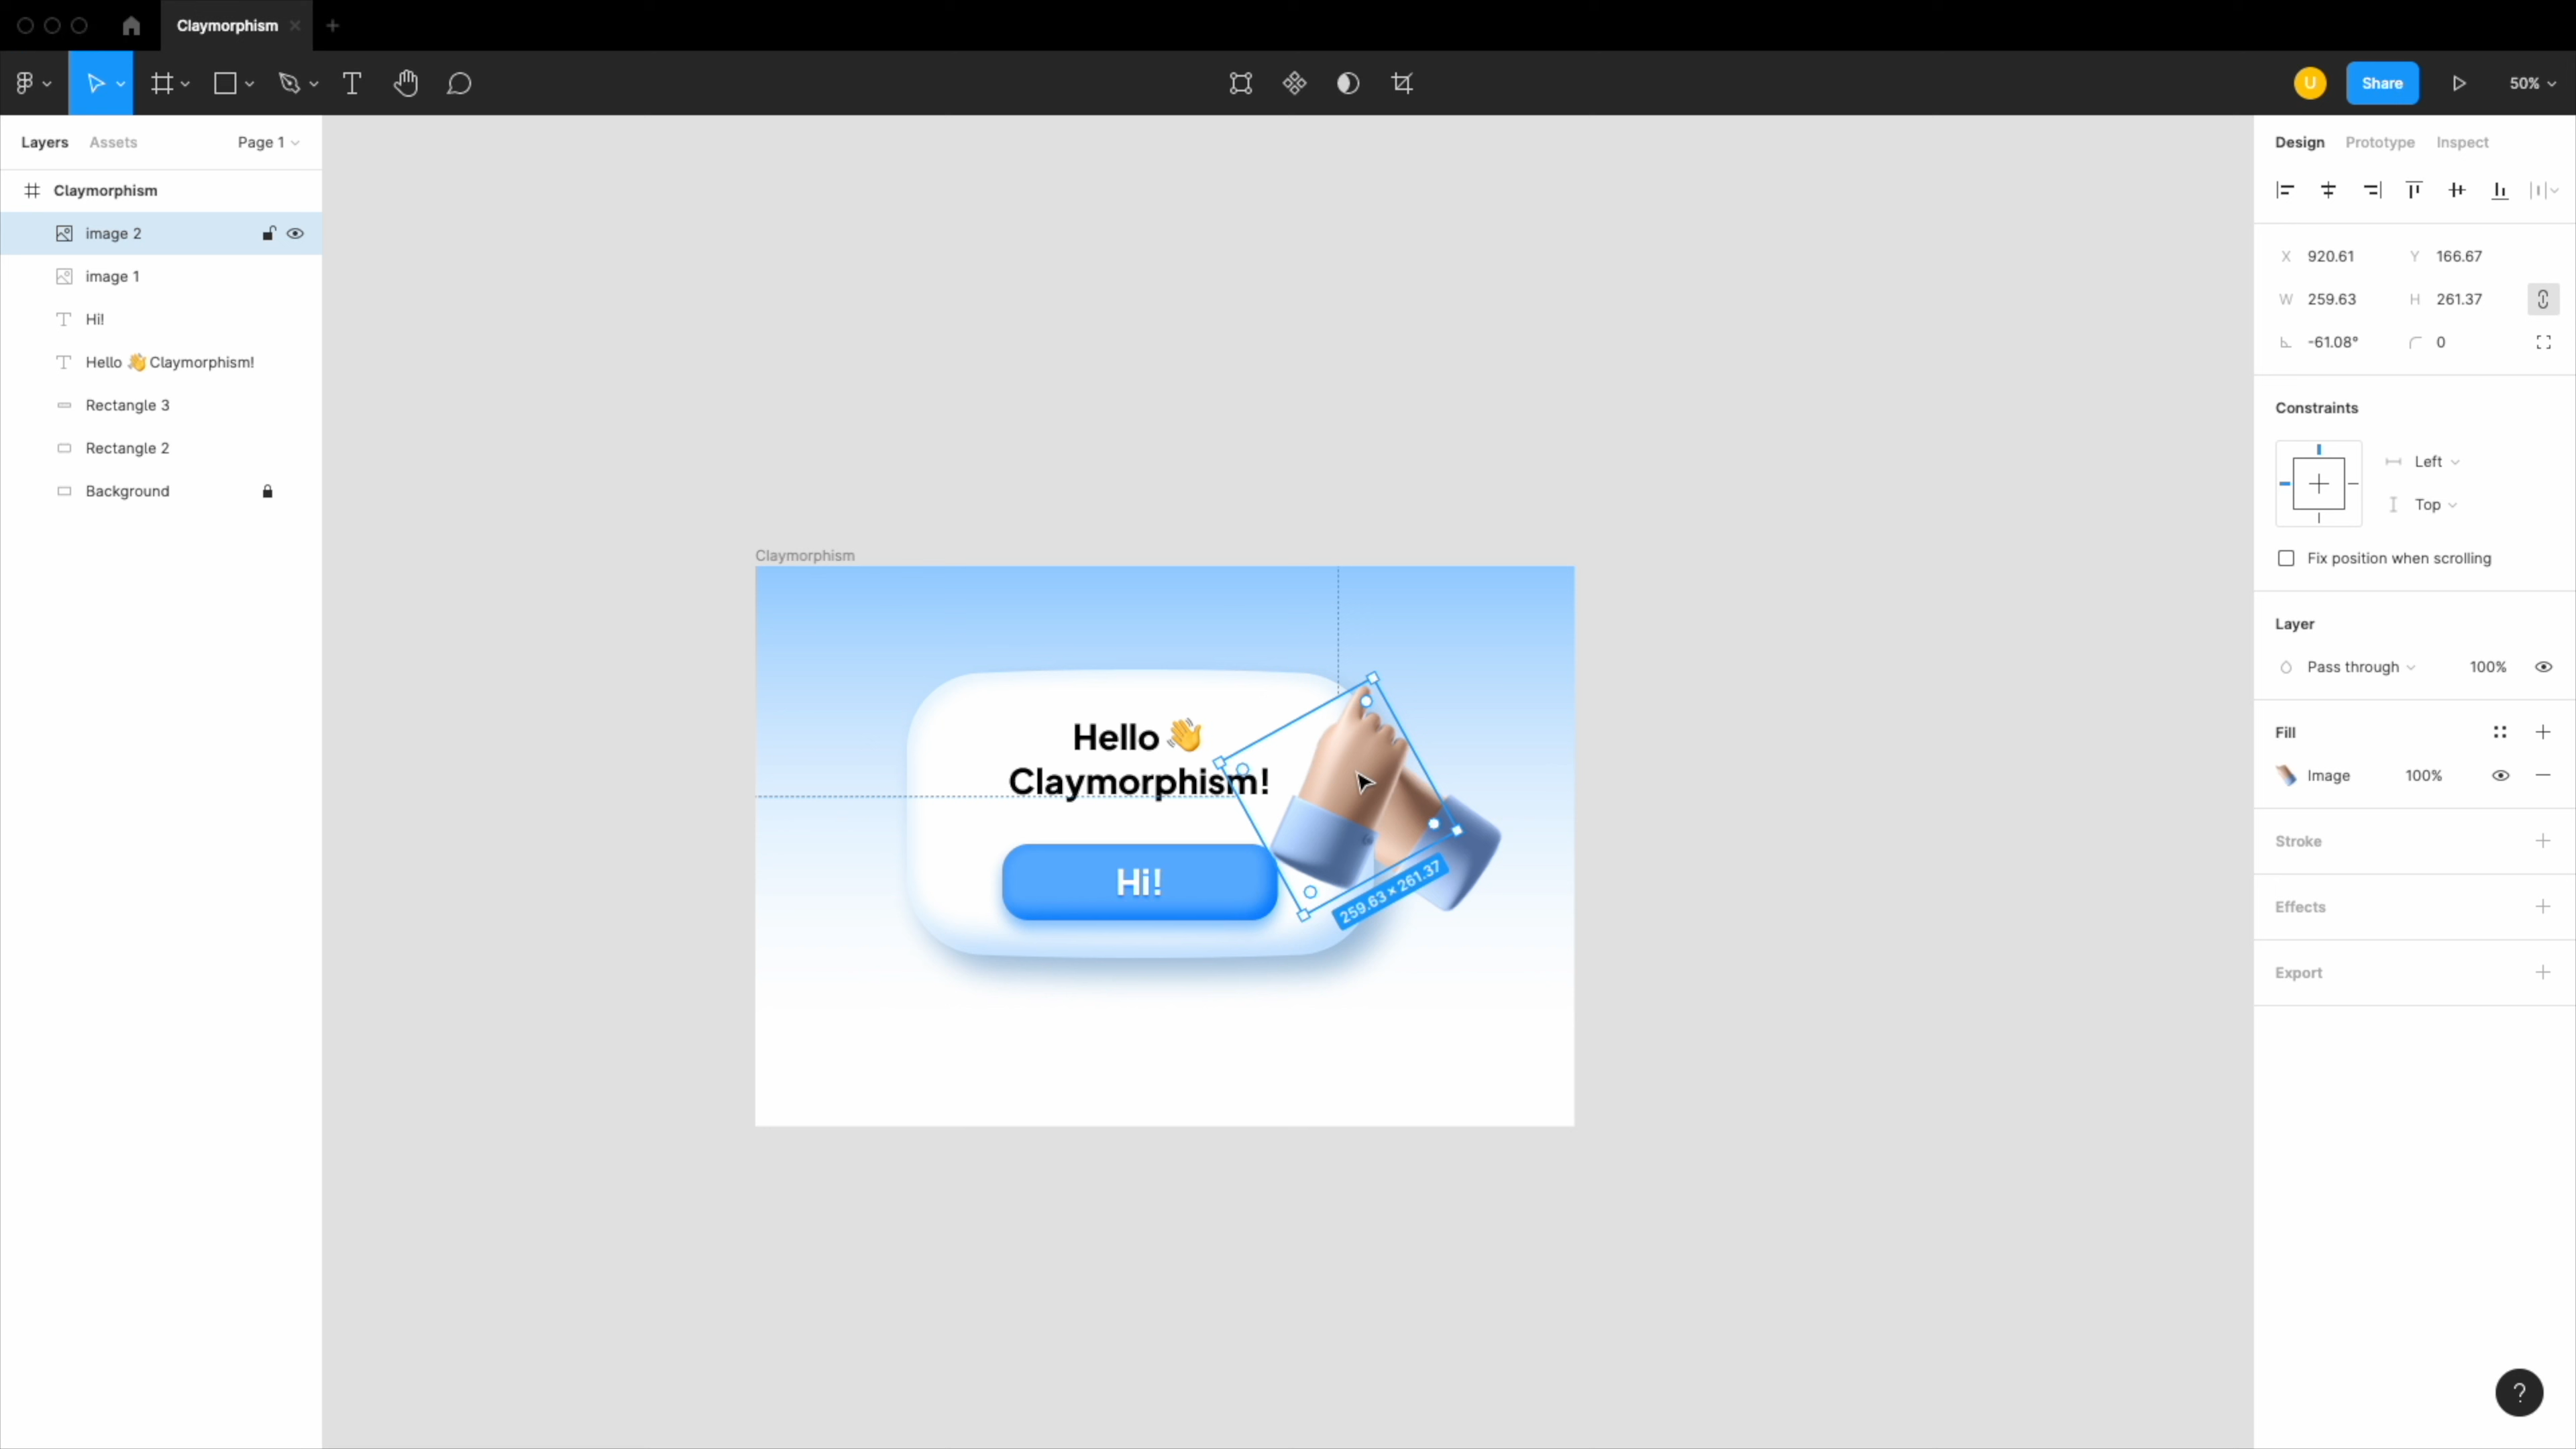 Claymorphism
U
Share
50%
Layers
Assets
Page 1
Design
Prototype
Inspect
Claymorphism
image 2
image 1
Hi!
Hello 👋 Claymorphism!
Rectangle 3
Rectangle 2
Background
X 920.61
Y 166.67
W 259.63
H 261.37
-61.08°
0
Constraints
Left
Top
Fix position when scrolling
Layer
Pass through
100%
Fill
Image
100%
Stroke
Effects
Export
Claymorphism
Hello 👋
Claymorphism!
Hi!
259.63 × 261.37
?